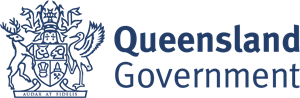 Queensland
Government
AUDAX AT FIDELIS